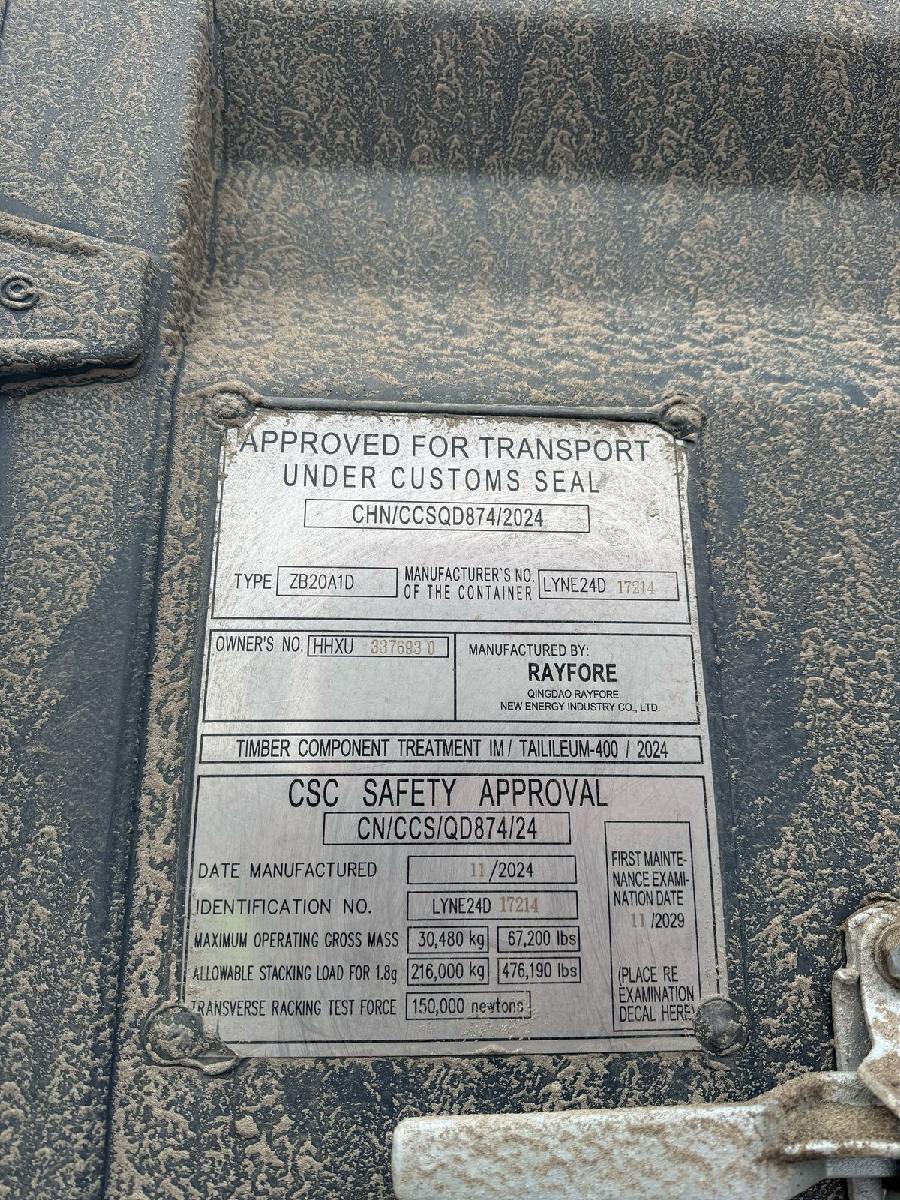 ©
APPROVED FOR TRANSPORT
UNDER CUSTOMS SEAL
CHN/CCSQD874/2024
TYPE ZB20A1D MANUFACTURER'S NO. OF THE CONTAINER LYNE24D 17214
OWNER'S NO. HHXU 337693 0
MANUFACTURED BY:
RAYFORE
QINGDAO RAYFORE
NEW ENERGY INDUSTRY CO., LTD.
TIMBER COMPONENT TREATMENT IM / TAILILEUM-400 / 2024
CSC SAFETY APPROVAL
CN/CCS/QD874/24
DATE MANUFACTURED 11/2024
IDENTIFICATION NO. LYNE24D 17214
MAXIMUM OPERATING GROSS MASS 30,480 kg 67,200 lbs
ALLOWABLE STACKING LOAD FOR 1.8g 216,000 kg 476,190 lbs
TRANSVERSE RACKING TEST FORCE 150,000 newtons
FIRST MAINTE-
NANCE EXAMI-
NATION DATE
11/2029
(PLACE RE
EXAMINATION
DECAL HERE)